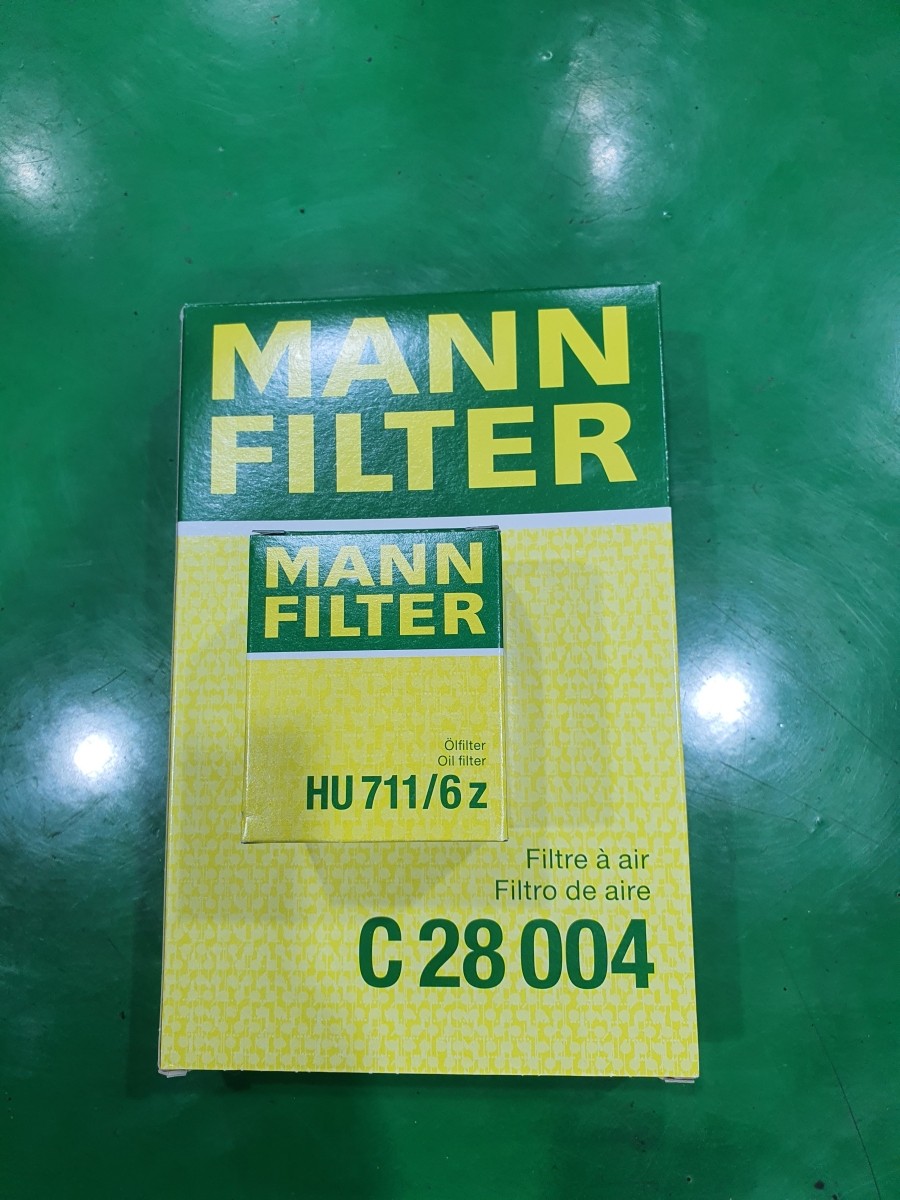 MANN
FILTER
MANN
FILTER
Ölfilter
Oil filter
HU 711/6 z
Filtre à air
Filtro de aire
C 28 004